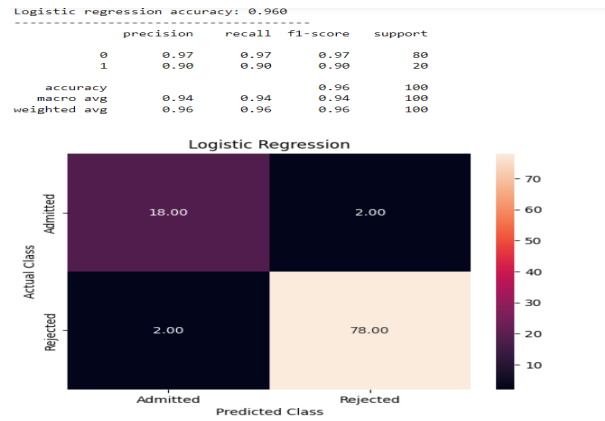 Logistic regression accuracy: 0.960
----------------------------------------
precision recall f1-score support
0 0.97 0.97 0.97 80
1 0.90 0.90 0.90 20
accuracy 0.96 100
macro avg 0.94 0.94 0.94 100
weighted avg 0.96 0.96 0.96 100
Logistic Regression
Actual Class
Admitted
18.00 2.00
Rejected
2.00 78.00
Admitted Rejected
Predicted Class
70
60
50
40
30
20
10